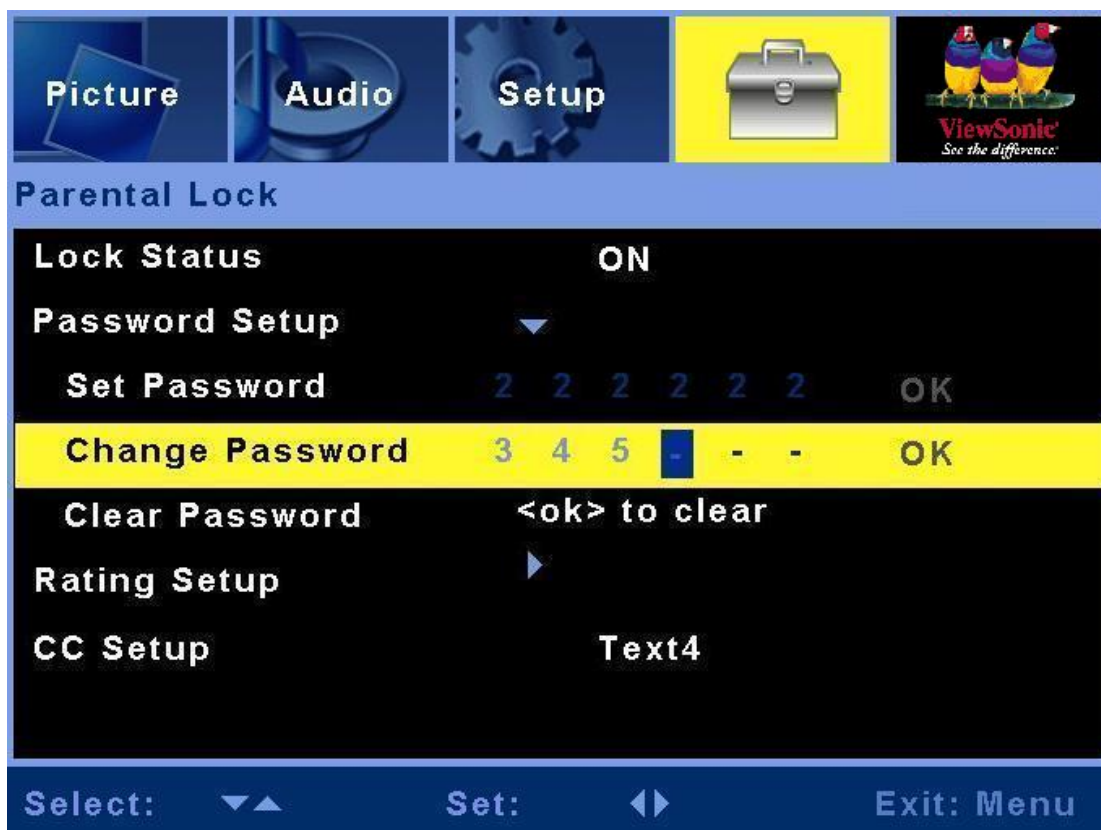 Picture Audio Setup
ViewSonic®
See the difference.™
Parental Lock
Lock Status ON
Password Setup
Set Password 2 2 2 2 2 2 OK
Change Password 3 4 5 - - - OK
Clear Password <ok> to clear
Rating Setup
CC Setup Text4
Select: Set: Exit: Menu